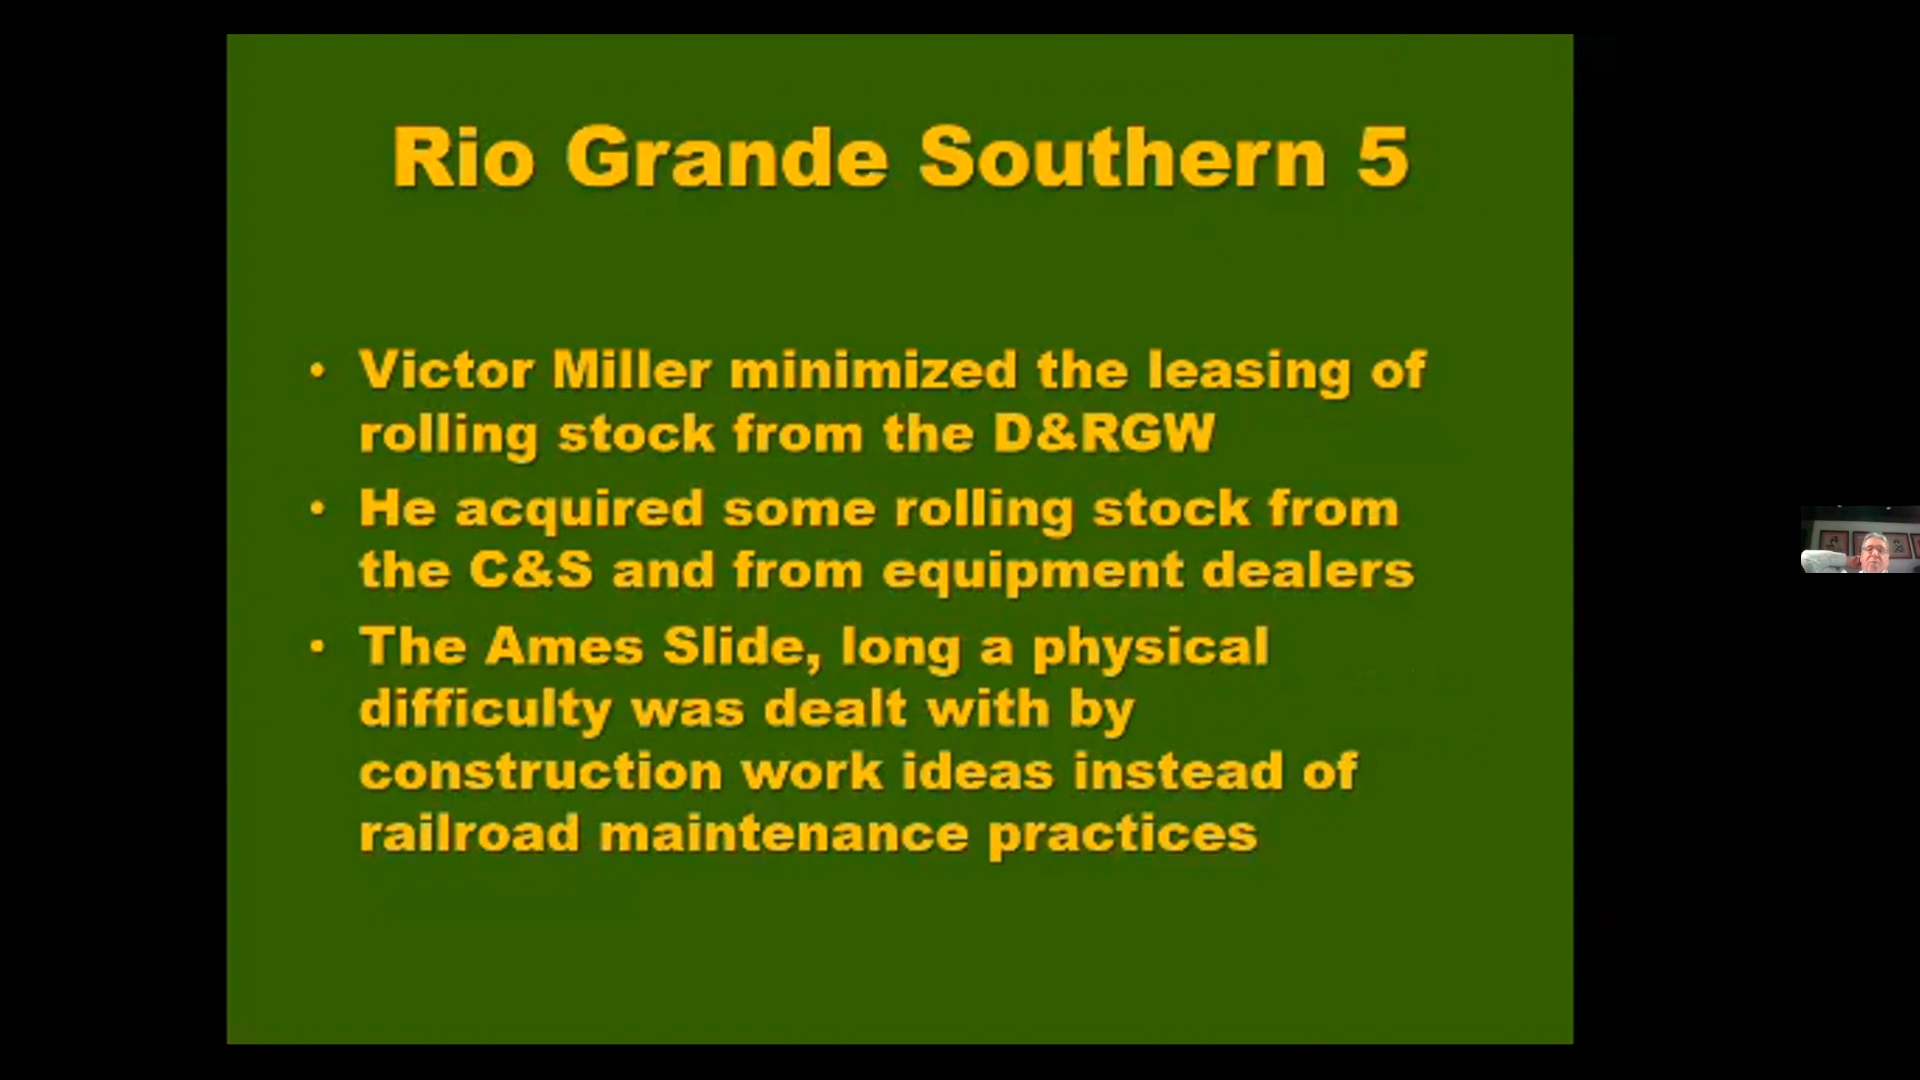 Rio Grande Southern 5
• Victor Miller minimized the leasing of
rolling stock from the D&RGW
• He acquired some rolling stock from
the C&S and from equipment dealers
• The Ames Slide, long a physical
difficulty was dealt with by
construction work ideas instead of
railroad maintenance practices